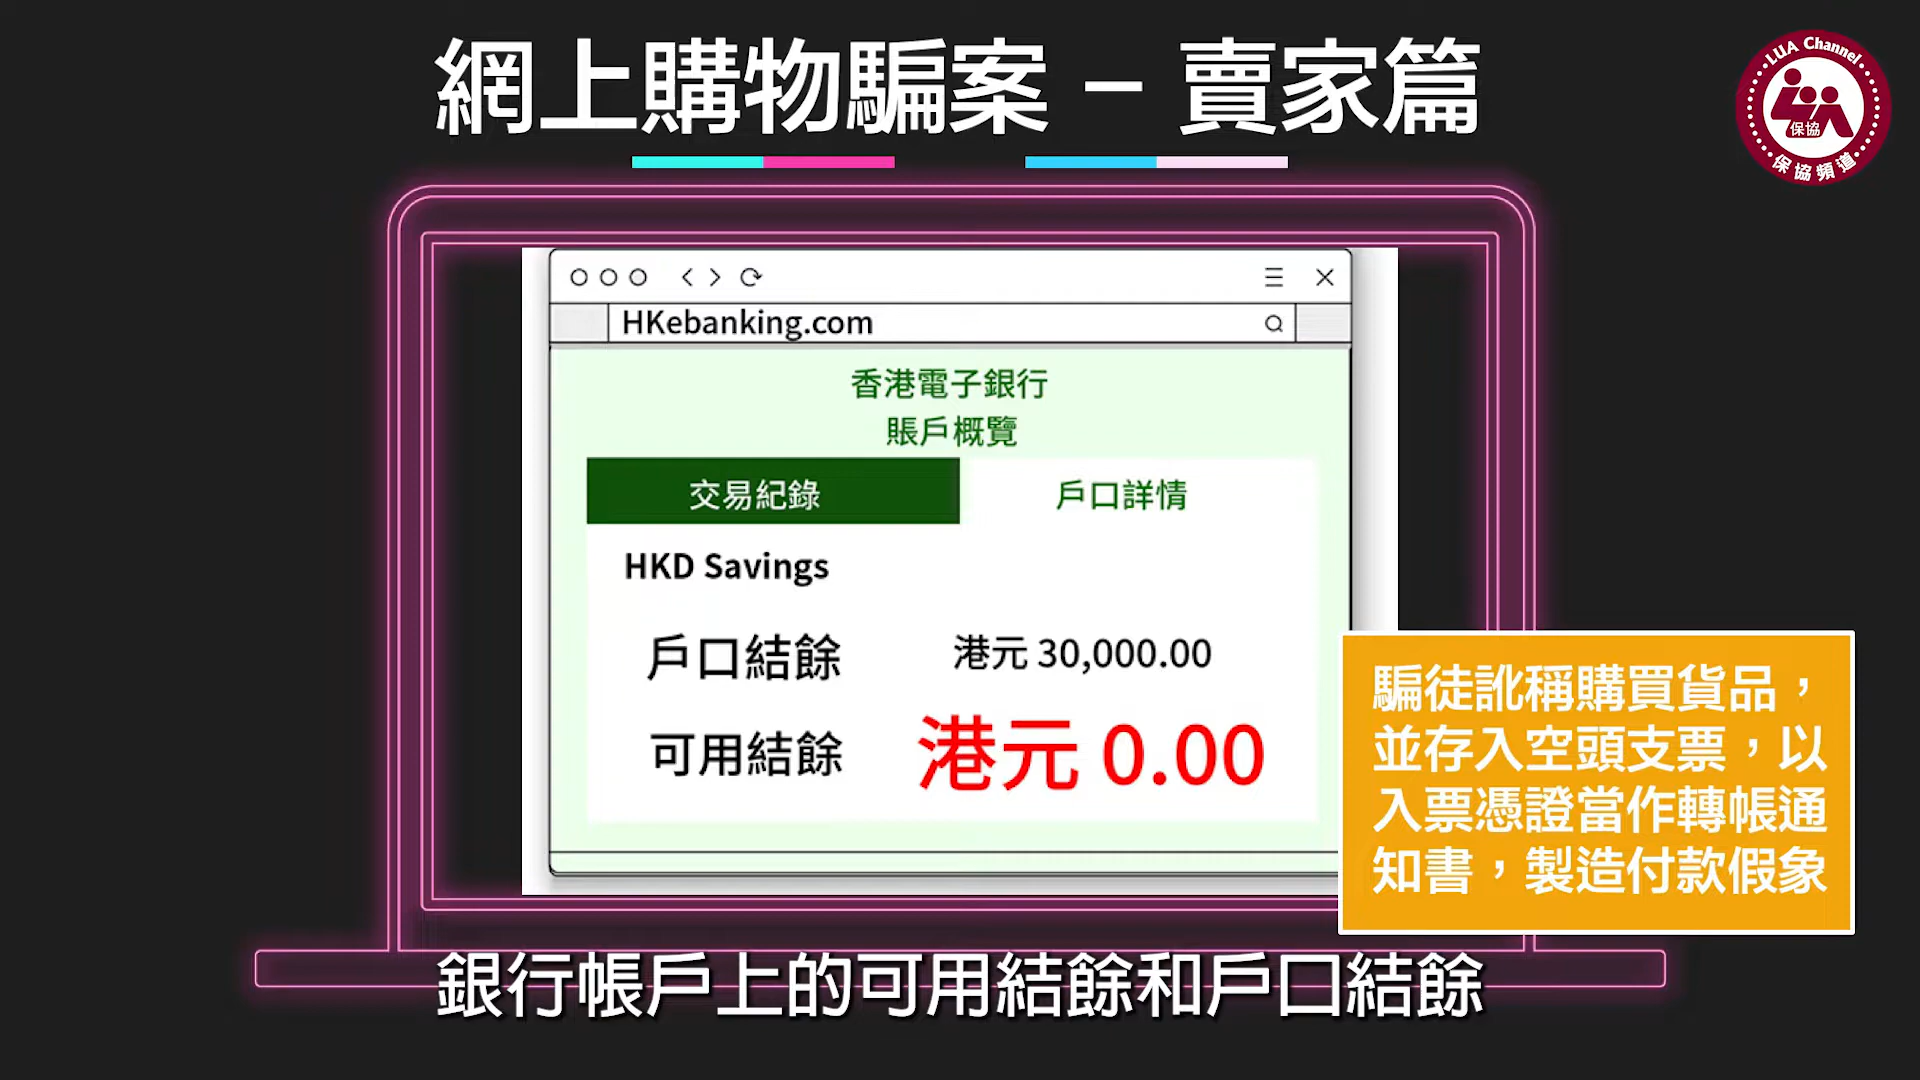 網上購物騙案 – 賣家篇
LUA Channel
保協
保協頻道
HKebanking.com
香港電子銀行
賬戶概覽
交易紀錄
戶口詳情
HKD Savings
戶口結餘
港元 30,000.00
可用結餘
港元 0.00
騙徒訛稱購買貨品，
並存入空頭支票，以
入票憑證當作轉帳通
知書，製造付款假象
銀行帳戶上的可用結餘和戶口結餘